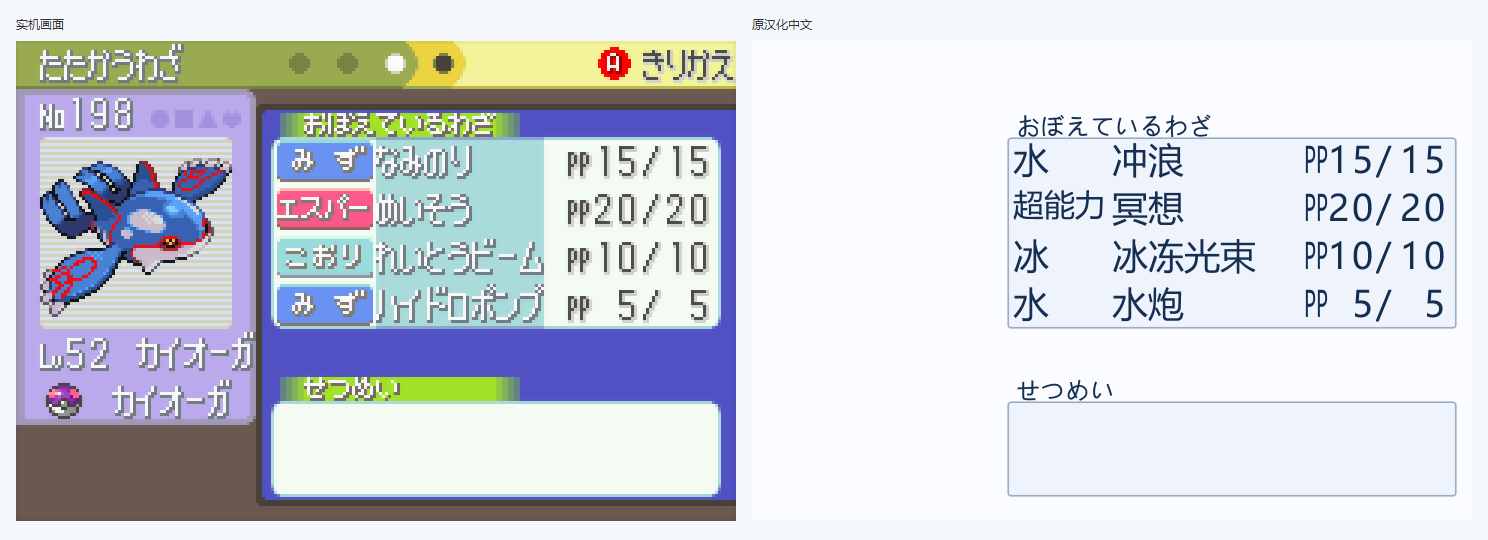 实机画面
たたかうわざ
A きりかえ
No198
おぼえているわざ
みず なみのり PP15/15
エスパー めいそう PP20/20
こおり れいとうビーム PP10/10
みず ハイドロポンプ PP 5/ 5
Lv52 カイオーガ
カイオーガ
せつめい
原汉化中文
おぼえているわざ
水 冲浪 PP15/15
超能力 冥想 PP20/20
冰 冰冻光束 PP10/10
水 水炮 PP 5/ 5
せつめい